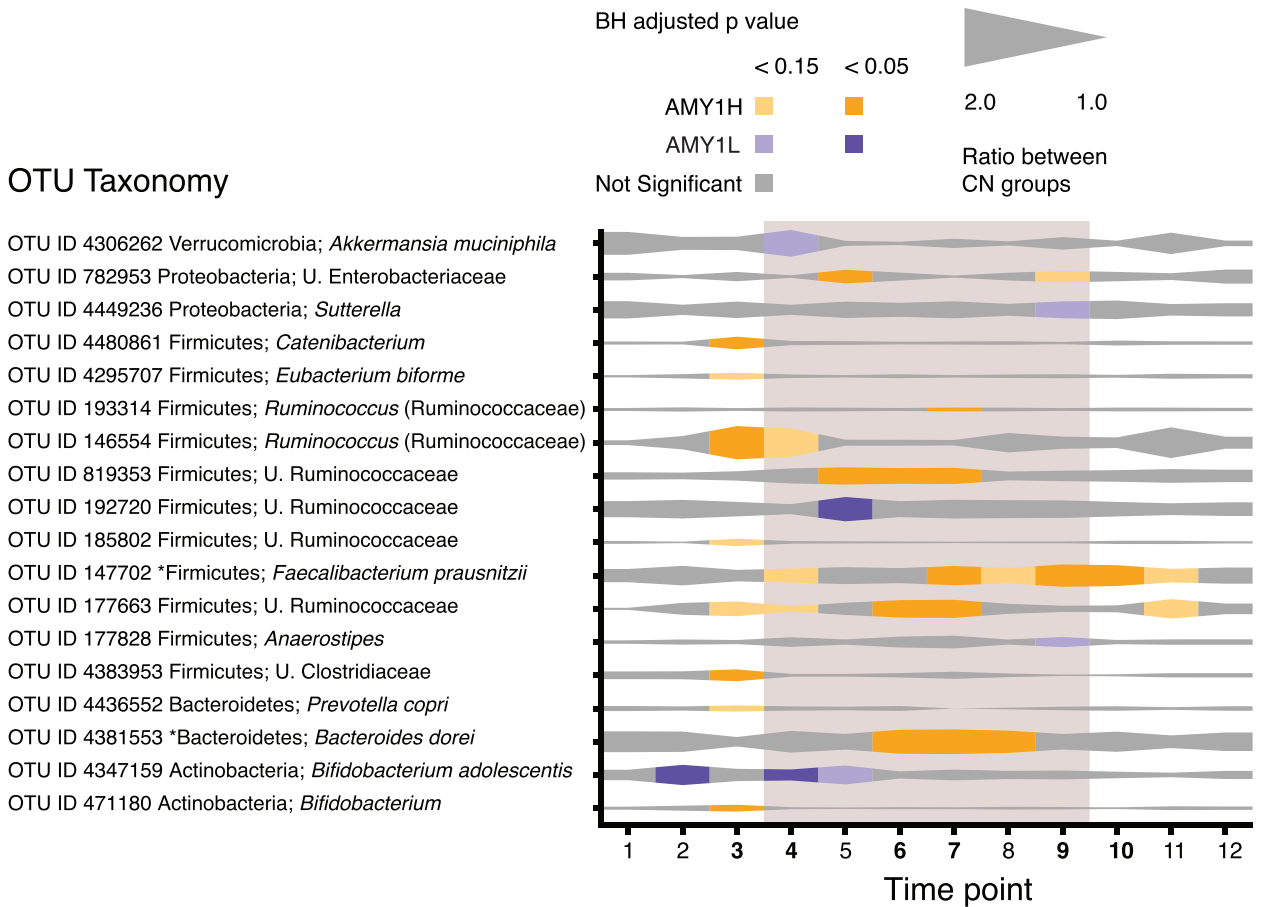 BH adjusted p value
< 0.15 < 0.05
AMY1H
AMY1L
Not Significant
2.0 1.0
Ratio between
CN groups
OTU Taxonomy
OTU ID 4306262 Verrucomicrobia; Akkermansia muciniphila
OTU ID 782953 Proteobacteria; U. Enterobacteriaceae
OTU ID 4449236 Proteobacteria; Sutterella
OTU ID 4480861 Firmicutes; Catenibacterium
OTU ID 4295707 Firmicutes; Eubacterium biforme
OTU ID 193314 Firmicutes; Ruminococcus (Ruminococcaceae)
OTU ID 146554 Firmicutes; Ruminococcus (Ruminococcaceae)
OTU ID 819353 Firmicutes; U. Ruminococcaceae
OTU ID 192720 Firmicutes; U. Ruminococcaceae
OTU ID 185802 Firmicutes; U. Ruminococcaceae
OTU ID 147702 *Firmicutes; Faecalibacterium prausnitzii
OTU ID 177663 Firmicutes; U. Ruminococcaceae
OTU ID 177828 Firmicutes; Anaerostipes
OTU ID 4383953 Firmicutes; U. Clostridiaceae
OTU ID 4436552 Bacteroidetes; Prevotella copri
OTU ID 4381553 *Bacteroidetes; Bacteroides dorei
OTU ID 4347159 Actinobacteria; Bifidobacterium adolescentis
OTU ID 471180 Actinobacteria; Bifidobacterium
1 2 3 4 5 6 7 8 9 10 11 12
Time point